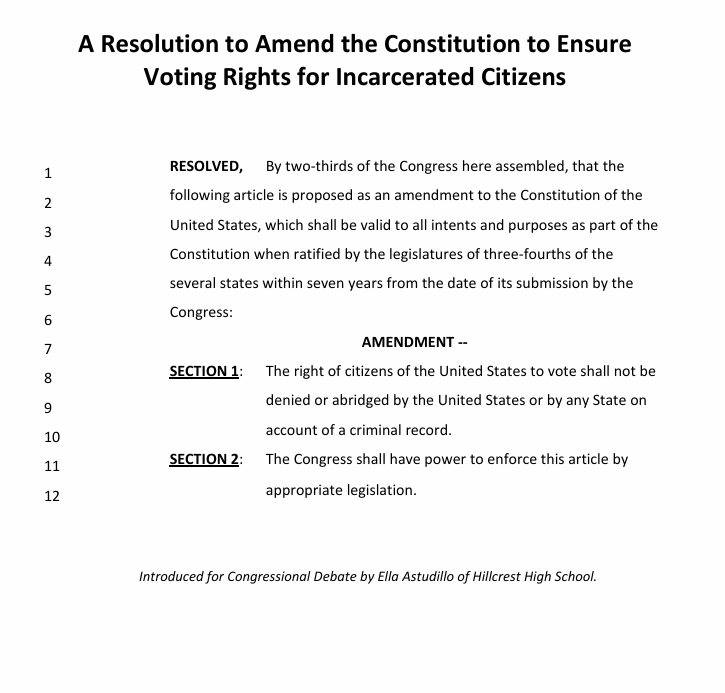 A Resolution to Amend the Constitution to Ensure
Voting Rights for Incarcerated Citizens
1 RESOLVED, By two-thirds of the Congress here assembled, that the
2 following article is proposed as an amendment to the Constitution of the
3 United States, which shall be valid to all intents and purposes as part of the
4 Constitution when ratified by the legislatures of three-fourths of the
5 several states within seven years from the date of its submission by the
6 Congress:
7 AMENDMENT --
8 SECTION 1: The right of citizens of the United States to vote shall not be
9 denied or abridged by the United States or by any State on
10 account of a criminal record.
11 SECTION 2: The Congress shall have power to enforce this article by
12 appropriate legislation.
Introduced for Congressional Debate by Ella Astudillo of Hillcrest High School.